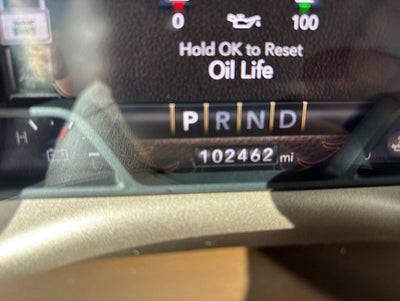 0 100
Hold OK to Reset
Oil Life
P R N D
H
102462 mi